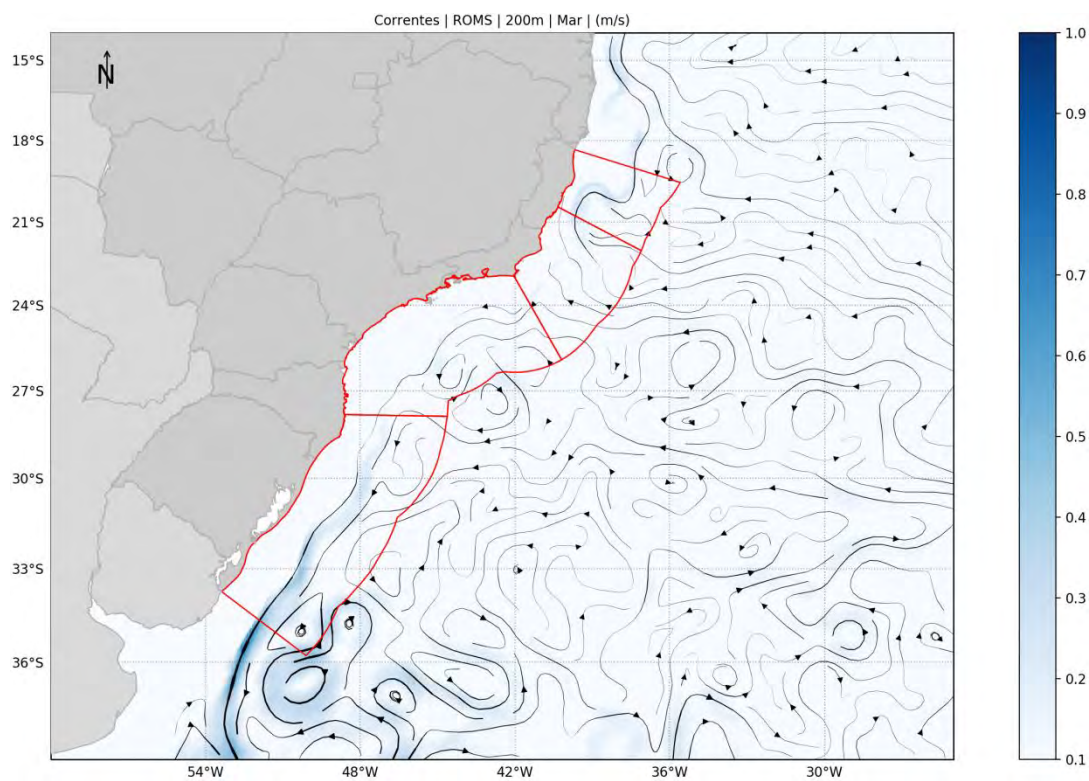 Correntes | ROMS | 200m | Mar | (m/s)
N
15°S
18°S
21°S
24°S
27°S
30°S
33°S
36°S
54°W 48°W 42°W 36°W 30°W
1.0
0.9
0.8
0.7
0.6
0.5
0.4
0.3
0.2
0.1